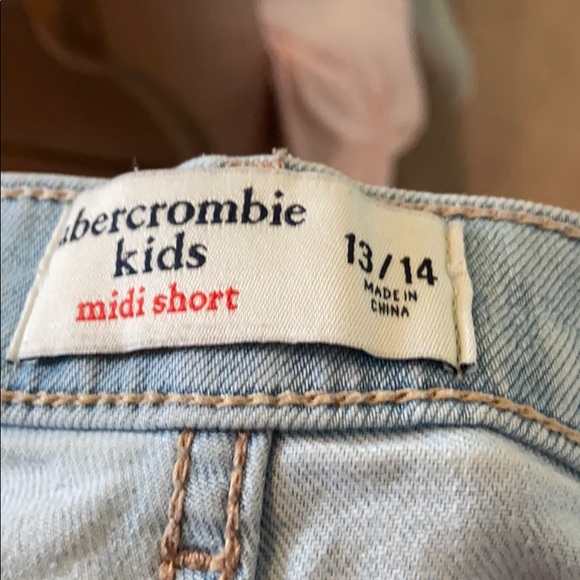 abercrombie
kids
midi short
13/14
MADE IN
CHINA